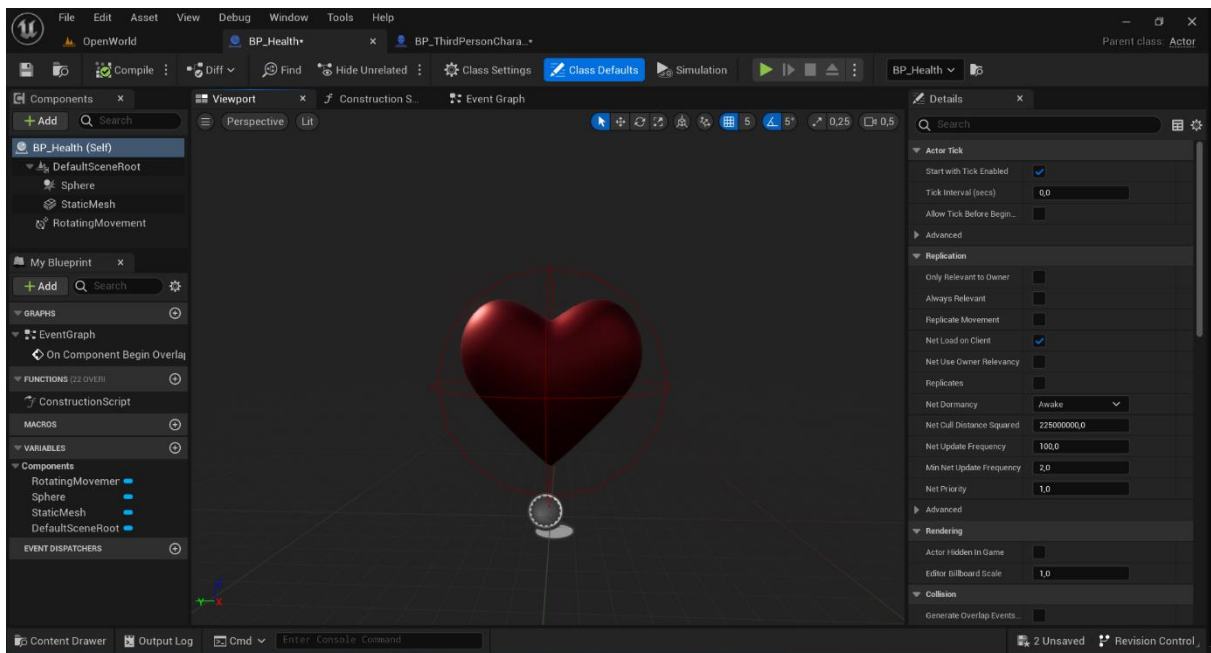 File Edit Asset View Debug Window Tools Help
OpenWorld BP_Health• BP_ThirdPersonChara...• Parent class: Actor
Compile Diff Find Hide Unrelated Class Settings Class Defaults Simulation BP_Health
Components Viewport Construction S... Event Graph Details
+ Add Search Perspective Lit 5 5° 0,25 0,5 Search
BP_Health (Self)
DefaultSceneRoot
Sphere
StaticMesh
RotatingMovement
My Blueprint
+ Add Search
GRAPHS
EventGraph
On Component Begin Overlap
FUNCTIONS (22 OVERI
ConstructionScript
MACROS
VARIABLES
Components
RotatingMovemer
Sphere
StaticMesh
DefaultSceneRoot
EVENT DISPATCHERS
Actor Tick
Start with Tick Enabled
Tick Interval (secs) 0,0
Allow Tick Before Begin...
Advanced
Replication
Only Relevant to Owner
Always Relevant
Replicate Movement
Net Load on Client
Net Use Owner Relevancy
Replicates
Net Dormancy Awake
Net Cull Distance Squared 225000000,0
Net Update Frequency 100,0
Min Net Update Frequency 2,0
Net Priority 1,0
Advanced
Rendering
Actor Hidden In Game
Editor Billboard Scale 1,0
Collision
Generate Overlap Events...
Y X
Content Drawer Output Log Cmd Enter Console Command 2 Unsaved Revision Control